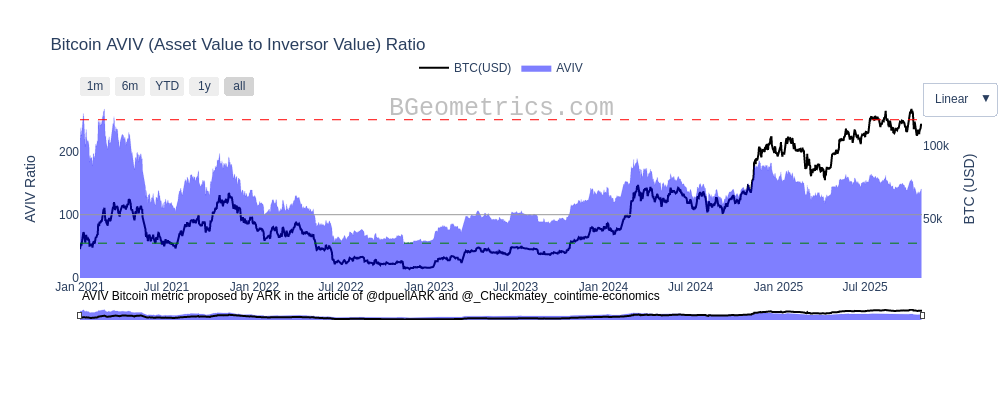 Bitcoin AVIV (Asset Value to Inversor Value) Ratio
BTC(USD) AVIV
1m 6m YTD 1y all
Linear ▼
BGeometrics.com
200
100
0
AVIV Ratio
100k
50k
BTC (USD)
Jan 2021 Jul 2021 Jan 2022 Jul 2022 Jan 2023 Jul 2023 Jan 2024 Jul 2024 Jan 2025 Jul 2025
AVIV Bitcoin metric proposed by ARK in the article of @dpuellARK and @_Checkmatey_cointime-economics